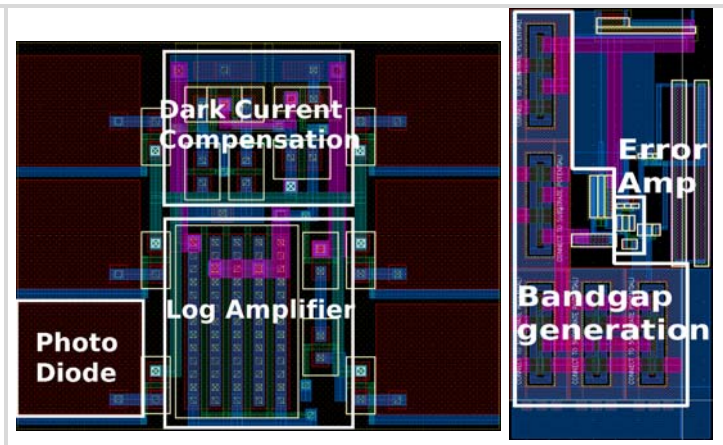 Dark Current
Compensation
Log Amplifier
Photo
Diode
Error
Amp
Bandgap
generation